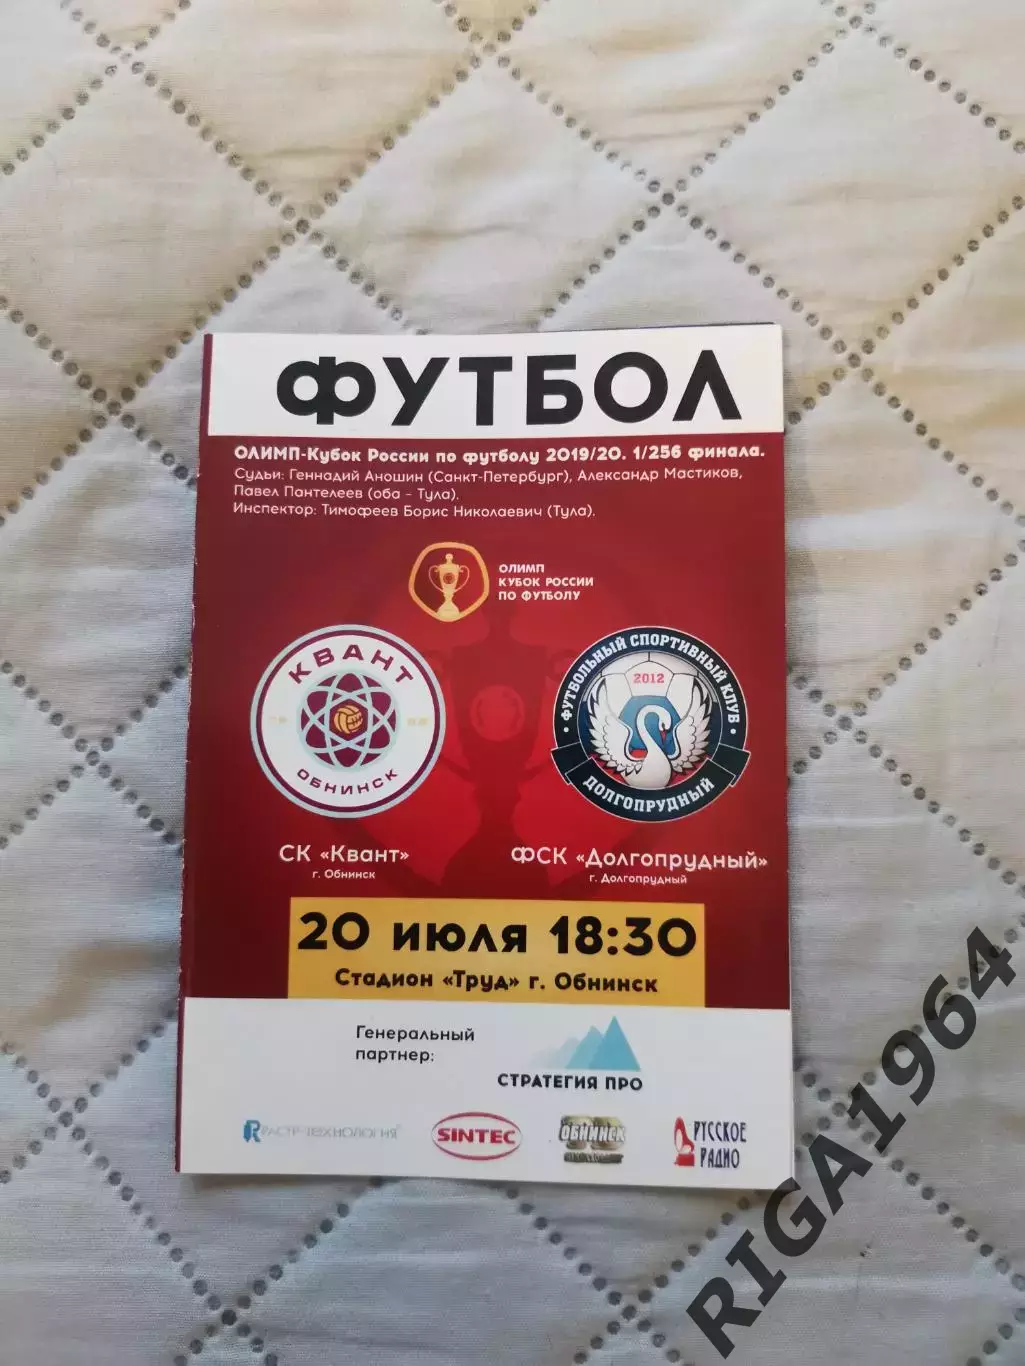 ФУТБОЛ
ОЛИМП-Кубок России по футболу 2019/20. 1/256 финала.
Судьи: Геннадий Аношин (Санкт-Петербург), Александр Мастиков,
Павел Пантелеев (оба - Тула).
Инспектор: Тимофеев Борис Николаевич (Тула).
ОЛИМП
КУБОК РОССИИ
ПО ФУТБОЛУ
КВАНТ
ОБНИНСК
ФУТБОЛЬНЫЙ СПОРТИВНЫЙ КЛУБ
2012
ДОЛГОПРУДНЫЙ
СК «Квант»
г. Обнинск
ФСК «Долгопрудный»
г. Долгопрудный
20 июля 18:30
Стадион «Труд» г. Обнинск
Генеральный
партнер:
СТРАТЕГИЯ ПРО
РАСТР-ТЕХНОЛОГИЯ
SINTEC
ОБНИНСК
РУССКОЕ
РАДИО
RIGA1964